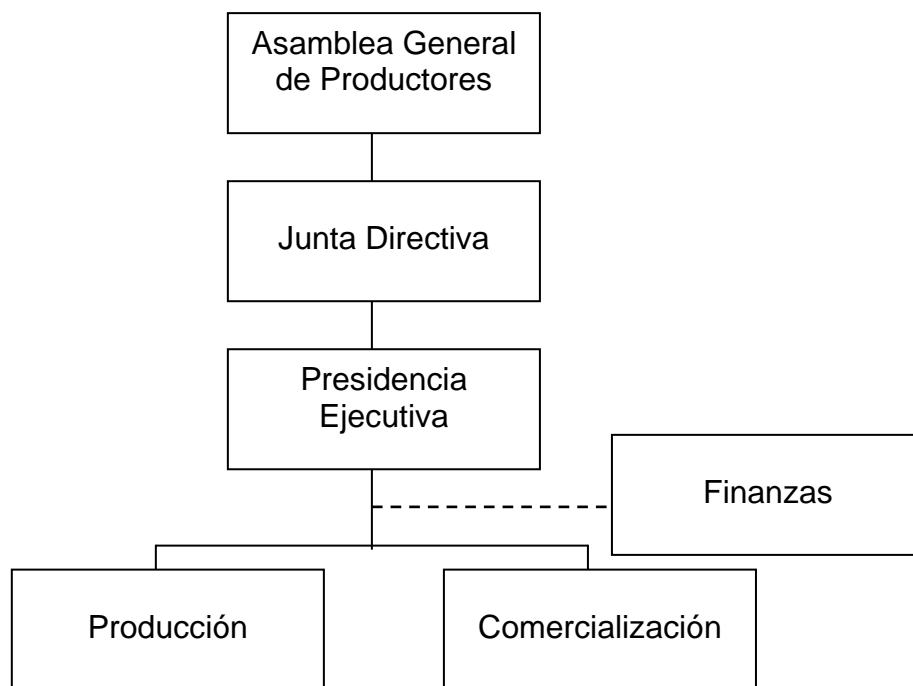 Asamblea General
de Productores
Junta Directiva
Presidencia
Ejecutiva
Finanzas
Producción
Comercialización